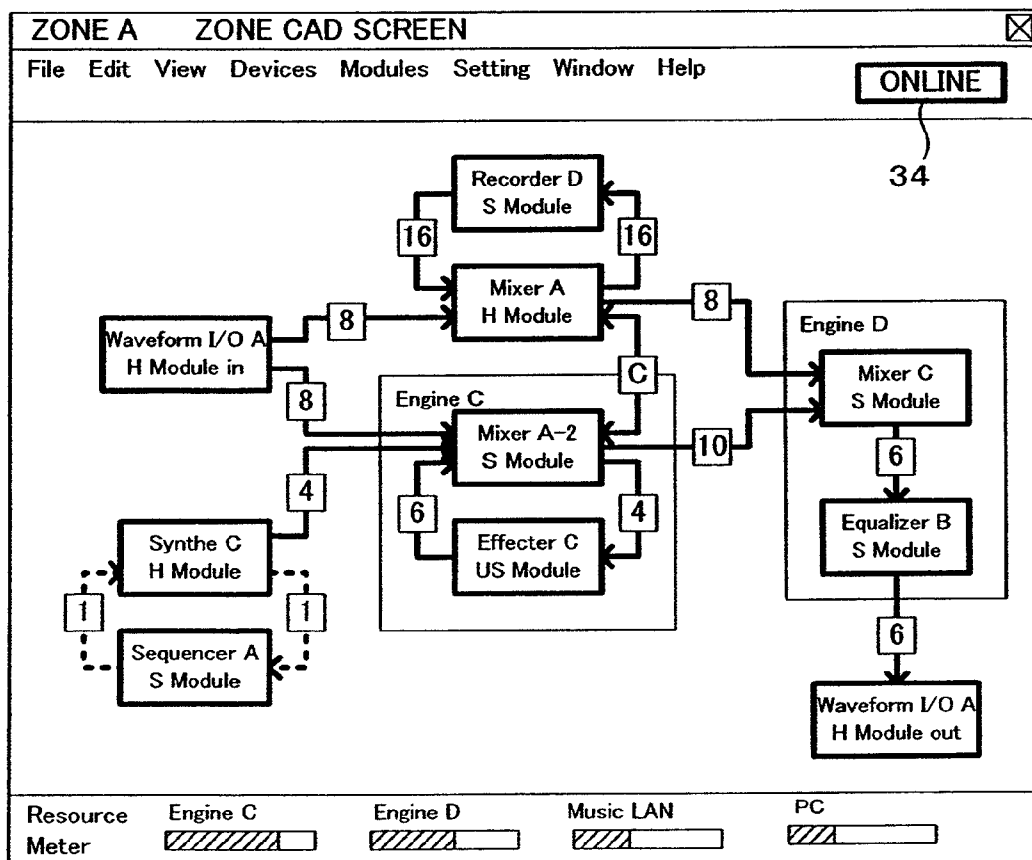 ZONE A ZONE CAD SCREEN
File Edit View Devices Modules Setting Window Help
ONLINE
34
Recorder D
S Module
16
16
Mixer A
H Module
8
8
Waveform I/O A
H Module in
8
C
Engine C
Mixer A-2
S Module
10
6
4
Effecter C
US Module
4
Synthe C
H Module
1
1
Sequencer A
S Module
Engine D
Mixer C
S Module
6
Equalizer B
S Module
6
Waveform I/O A
H Module out
Resource
Meter
Engine C
Engine D
Music LAN
PC